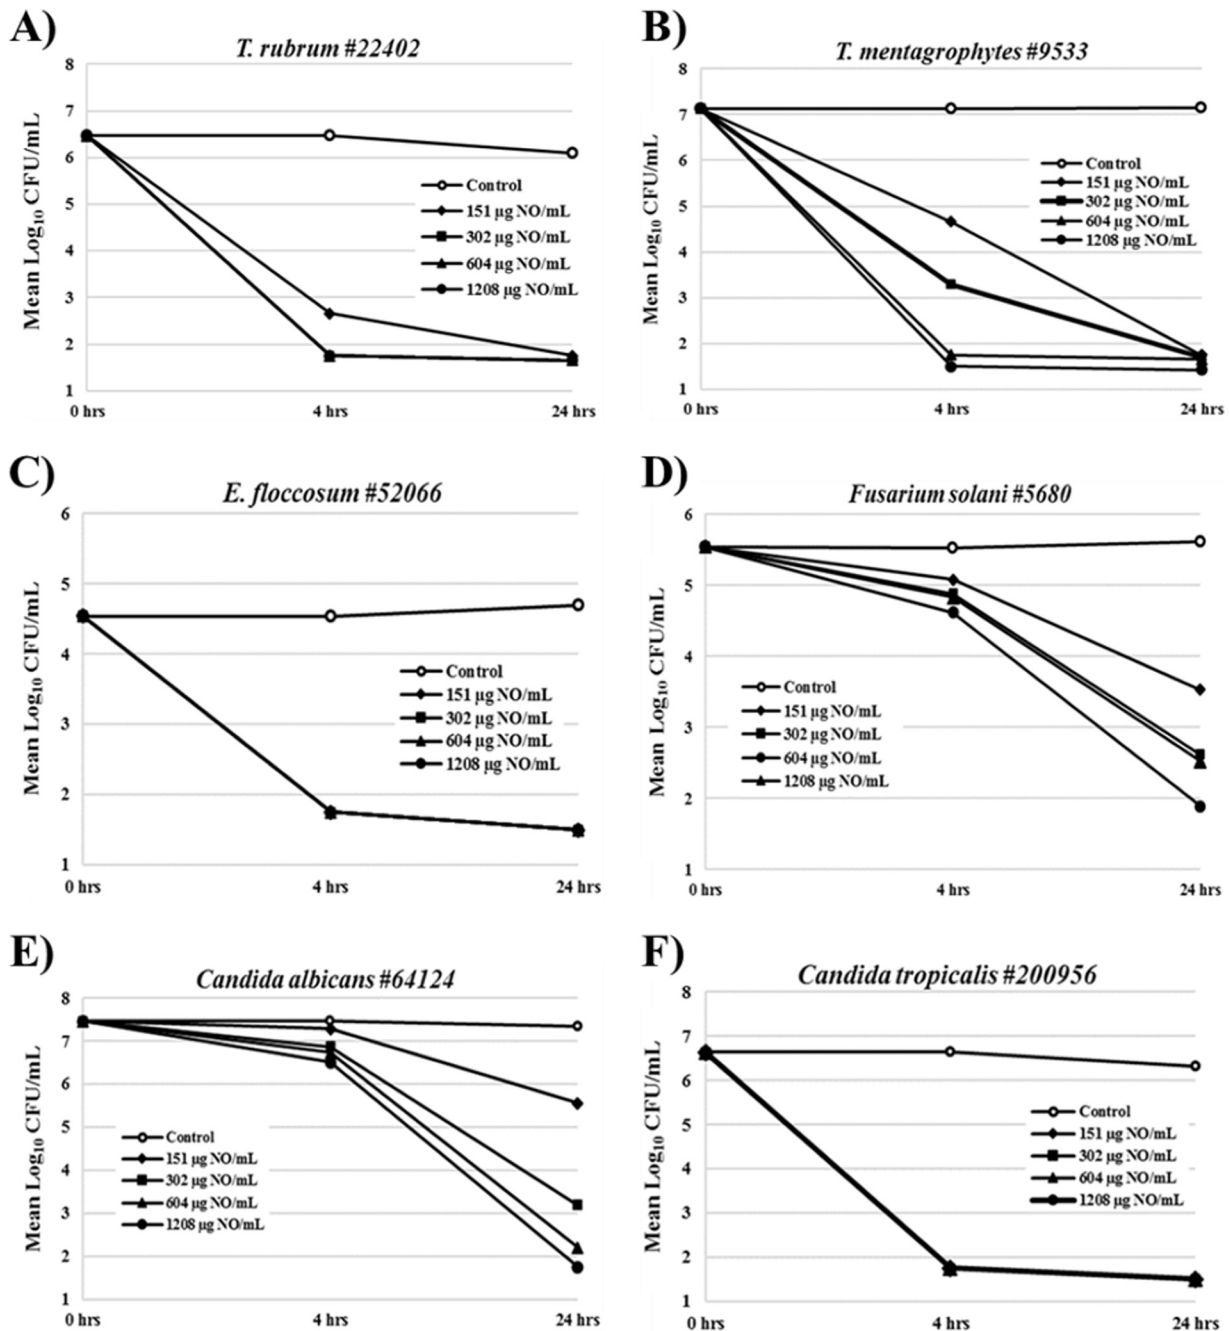 A)
T. rubrum #22402
Mean Log10 CFU/mL
8
7
6
5
4
3
2
1
Control
151 µg NO/mL
302 µg NO/mL
604 µg NO/mL
1208 µg NO/mL
0 hrs
4 hrs
24 hrs
B)
T. mentagrophytes #9533
Mean Log10 CFU/mL
8
7
6
5
4
3
2
1
Control
151 µg NO/mL
302 µg NO/mL
604 µg NO/mL
1208 µg NO/mL
0 hrs
4 hrs
24 hrs
C)
E. floccosum #52066
Mean Log10 CFU/mL
6
5
4
3
2
1
Control
151 µg NO/mL
302 µg NO/mL
604 µg NO/mL
1208 µg NO/mL
0 hrs
4 hrs
24 hrs
D)
Fusarium solani #5680
Mean Log10 CFU/mL
6
5
4
3
2
1
Control
151 µg NO/mL
302 µg NO/mL
604 µg NO/mL
1208 µg NO/mL
0 hrs
4 hrs
24 hrs
E)
Candida albicans #64124
Mean Log10 CFU/mL
8
7
6
5
4
3
2
1
Control
151 µg NO/mL
302 µg NO/mL
604 µg NO/mL
1208 µg NO/mL
0 hrs
4 hrs
24 hrs
F)
Candida tropicalis #200956
Mean Log10 CFU/mL
8
7
6
5
4
3
2
1
Control
151 µg NO/mL
302 µg NO/mL
604 µg NO/mL
1208 µg NO/mL
0 hrs
4 hrs
24 hrs